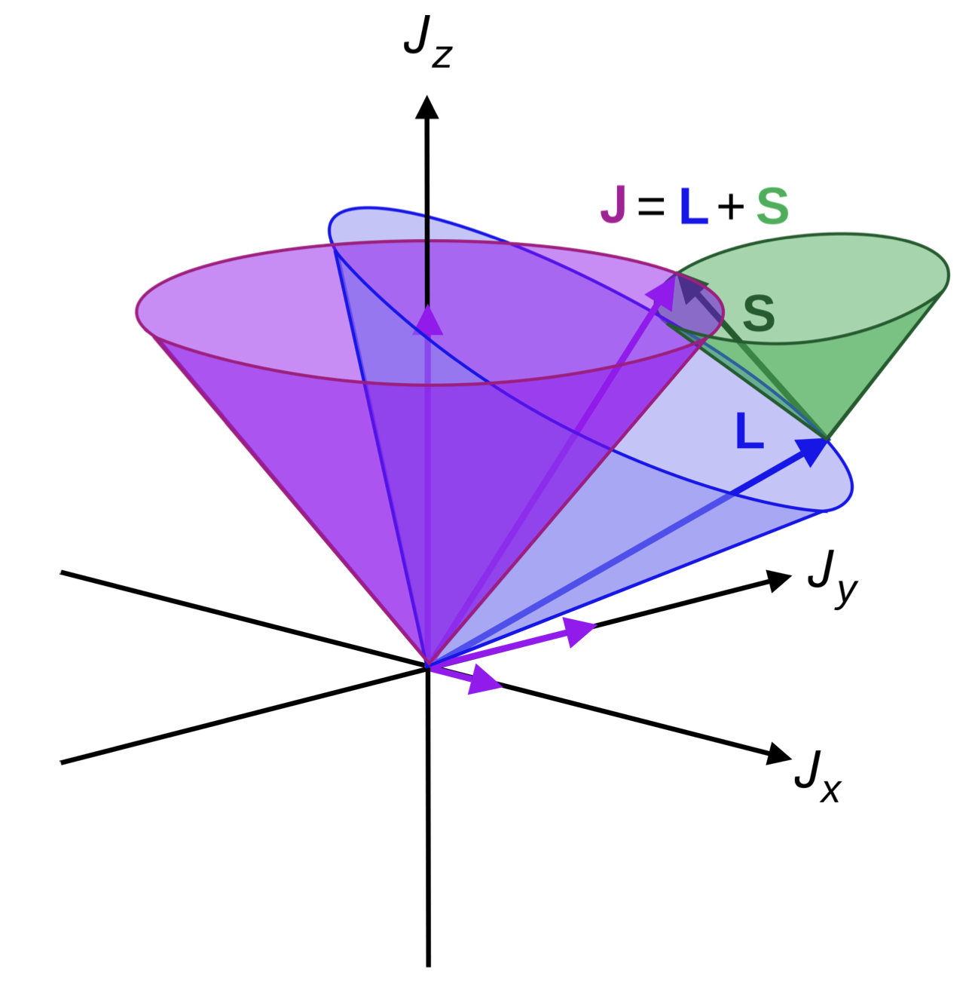 J_z
J = L + S
S
L
J_y
J_x